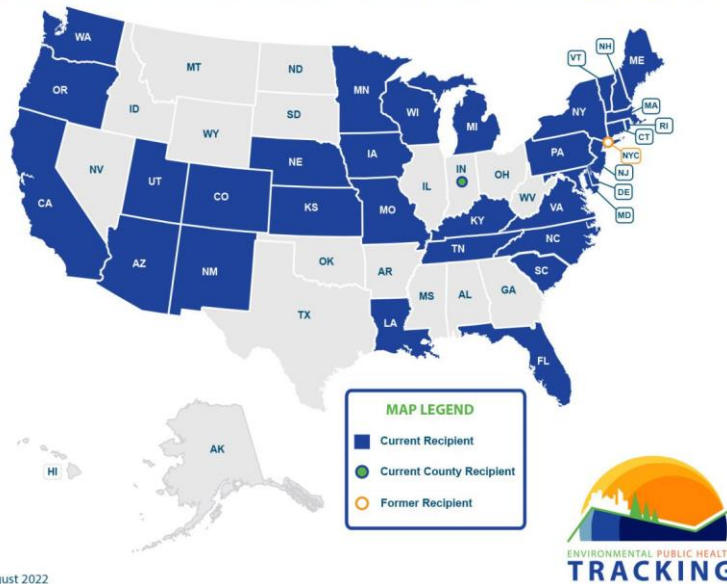 WA
OR
CA
NV
ID
MT
WY
UT
AZ
CO
NM
ND
SD
NE
KS
OK
TX
MN
IA
MO
AR
LA
WI
IL
MI
IN
OH
KY
TN
MS
AL
GA
FL
SC
NC
VA
WV
PA
NY
VT
NH
ME
MA
RI
CT
NYC
NJ
DE
MD
HI
AK
MAP LEGEND
Current Recipient
Current County Recipient
Former Recipient
2022
ENVIRONMENTAL PUBLIC
TRACKING